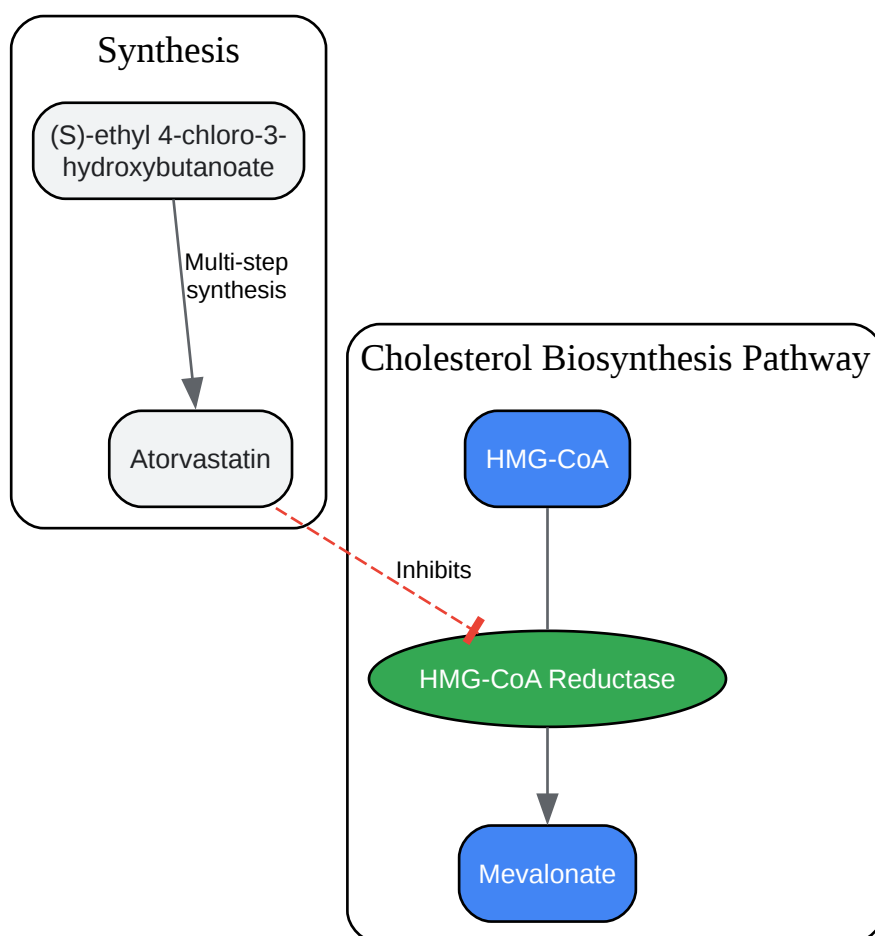 Synthesis
(S)-ethyl 4-chloro-3-
hydroxybutanoate
Multi-step
synthesis
Atorvastatin
Cholesterol Biosynthesis Pathway
HMG-CoA
Inhibits
HMG-CoA Reductase
Mevalonate